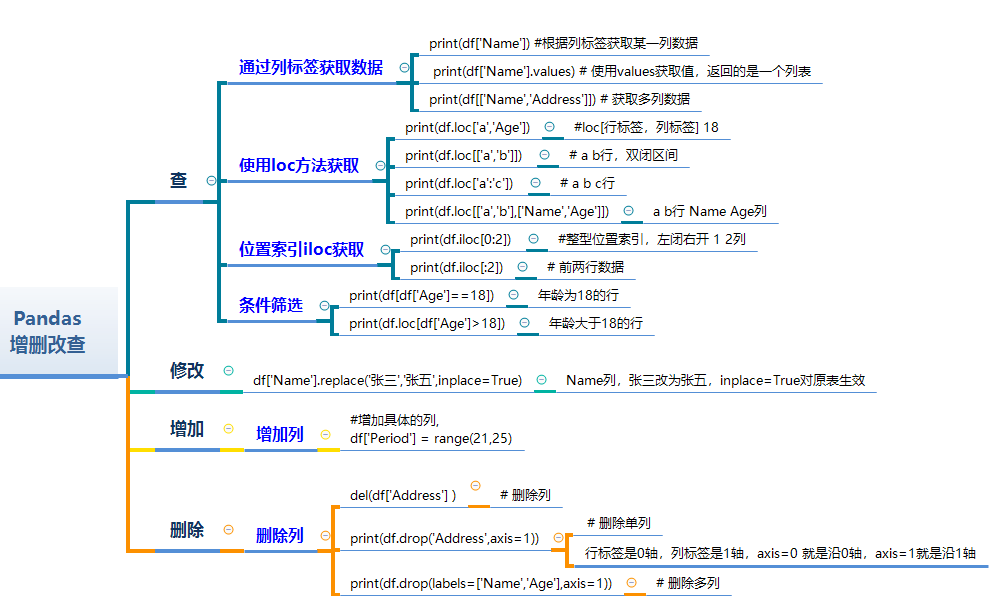 Pandas
增删改查
查
通过列标签获取数据
print(df['Name']) #根据列标签获取某一列数据
print(df['Name'].values) # 使用values获取值，返回的是一个列表
print(df[['Name','Address']]) # 获取多列数据
使用loc方法获取
print(df.loc['a','Age']) #loc[行标签，列标签] 18
print(df.loc[['a','b']]) # a b行，双闭区间
print(df.loc['a':'c']) # a b c行
print(df.loc[['a','b'],['Name','Age']]) a b行 Name Age列
位置索引iloc获取
print(df.iloc[0:2]) #整型位置索引，左闭右开 1 2列
print(df.iloc[:2]) # 前两行数据
条件筛选
print(df[df['Age']==18]) 年龄为18的行
print(df.loc[df['Age']>18]) 年龄大于18的行
修改
df['Name'].replace('张三','张五',inplace=True) Name列，张三改为张五，inplace=True对原表生效
增加
增加列
#增加具体的列,
df['Period'] = range(21,25)
删除
删除列
del(df['Address'] ) # 删除列
print(df.drop('Address',axis=1)) # 删除单列
行标签是0轴，列标签是1轴，axis=0 就是沿0轴，axis=1就是沿1轴
print(df.drop(labels=['Name','Age'],axis=1)) # 删除多列